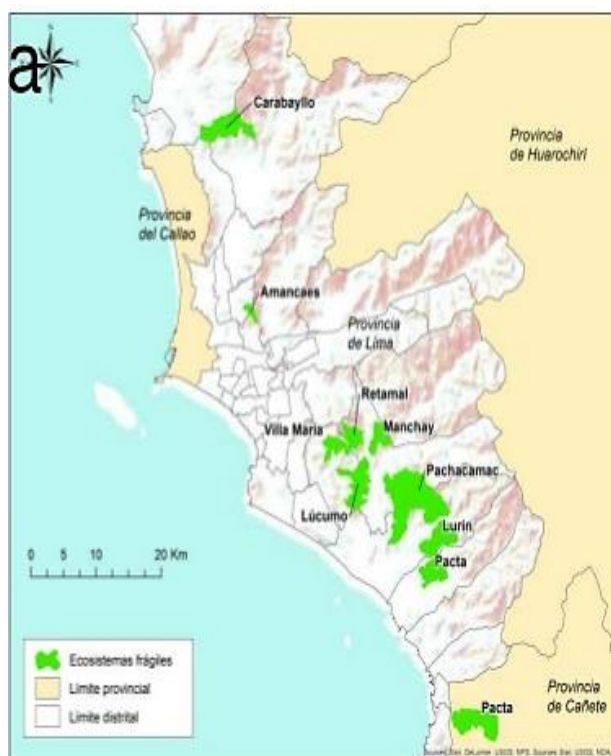 a
Carabayllo
Provincia
de Huarochirí
Provincia
del Callao
Amancaes
Provincia
de Lima
Retamal
Villa Maria
Manchay
Pachacamac
Lúcumo
Lurín
Pacta
0 5 10 20 Km
Ecosistemas frágiles
Límite provincial
Límite distrital
Pacta
Provincia
de Cañete